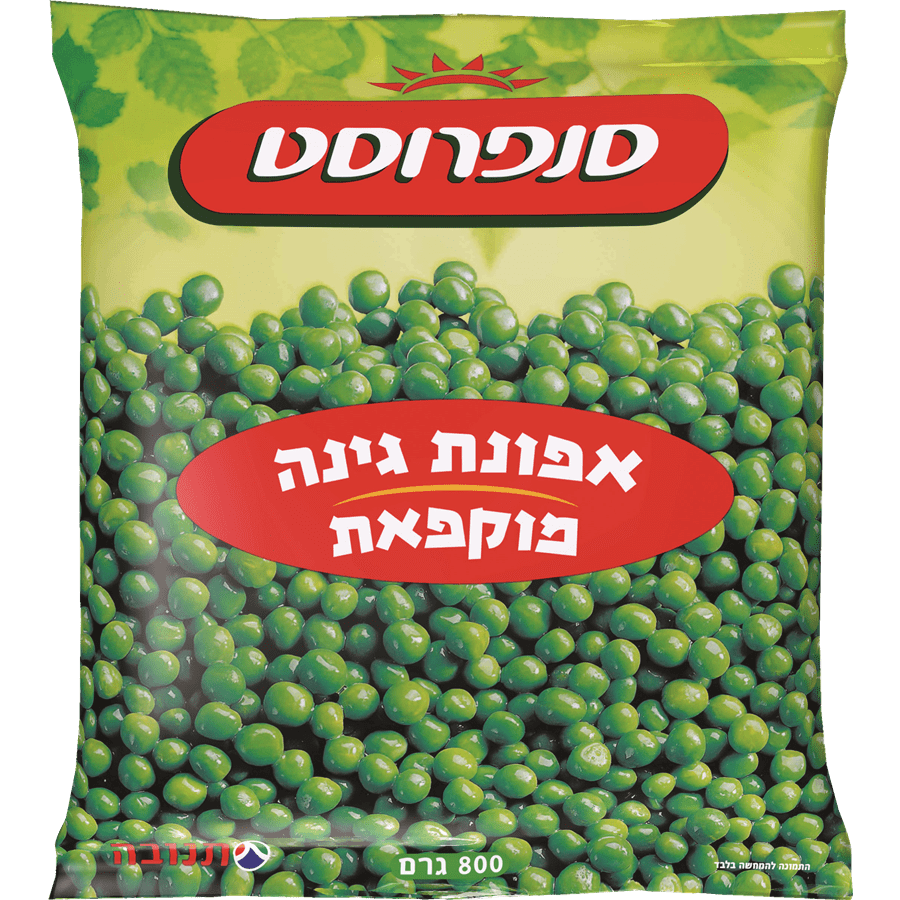 סנפרוסט
אפונת גינה
מוקפאת
תנובה
800 גרם
התמונה להמחשה בלבד